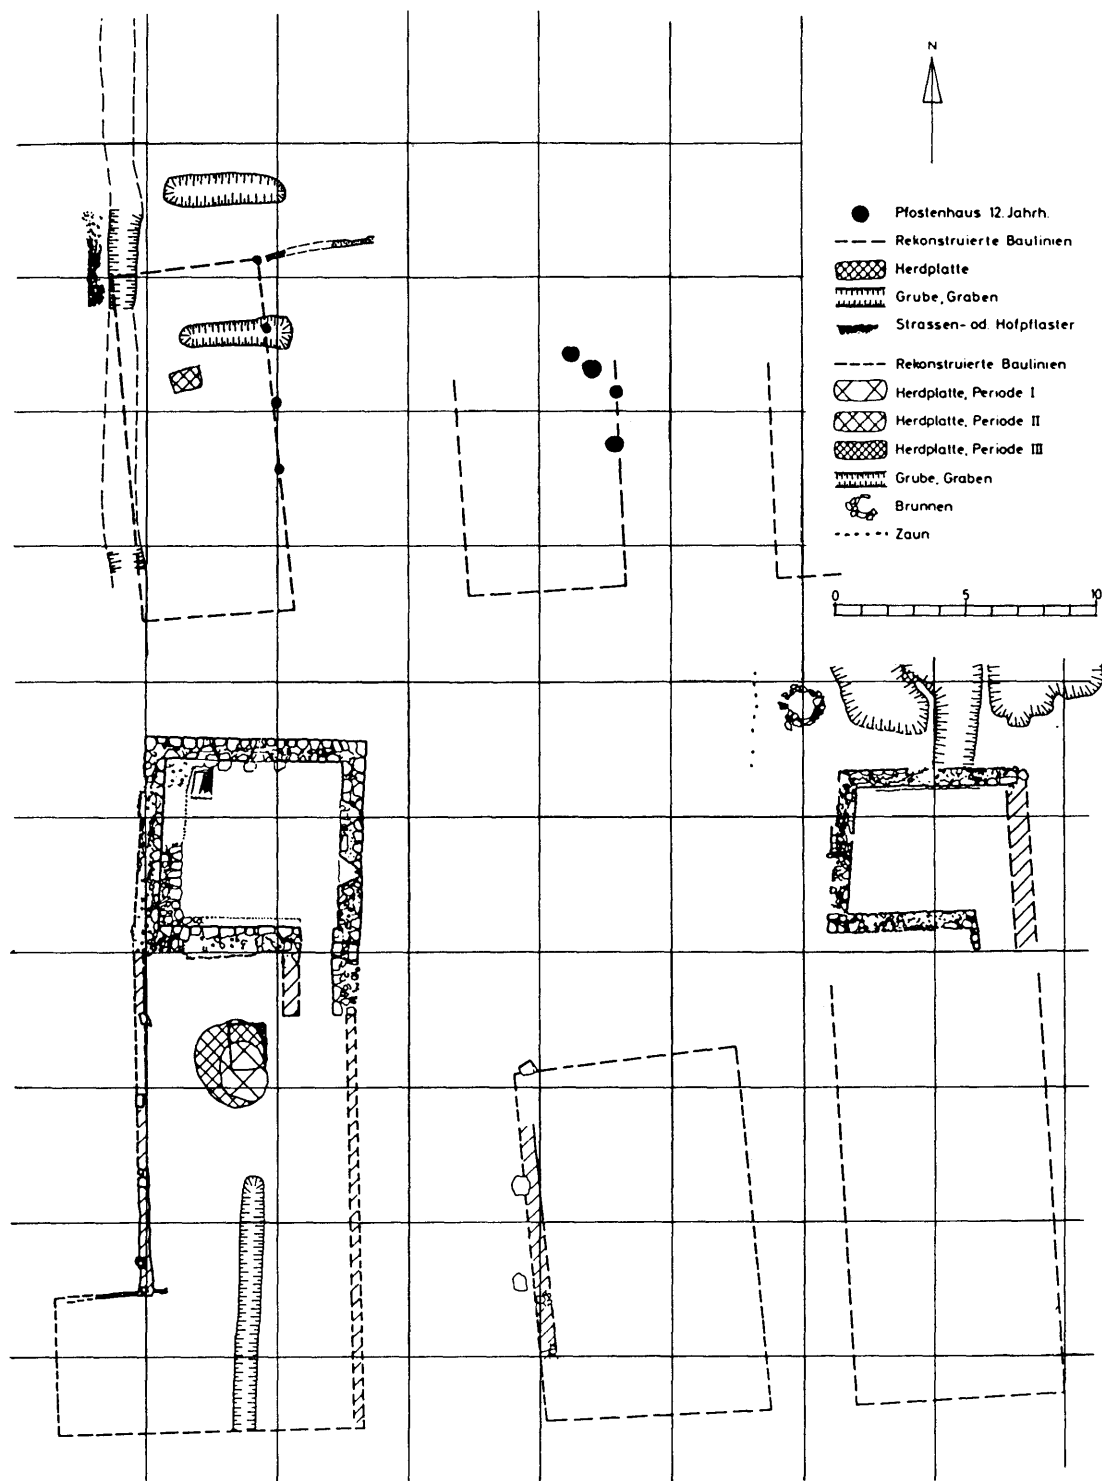 N
Pfostenhaus 12. Jahrh.
Rekonstruierte Baulinien
Herdplatte
Grube, Graben
Strassen- od. Hofpflaster
Rekonstruierte Baulinien
Herdplatte, Periode I
Herdplatte, Periode II
Herdplatte, Periode III
Grube, Graben
Brunnen
Zaun
0 5 10